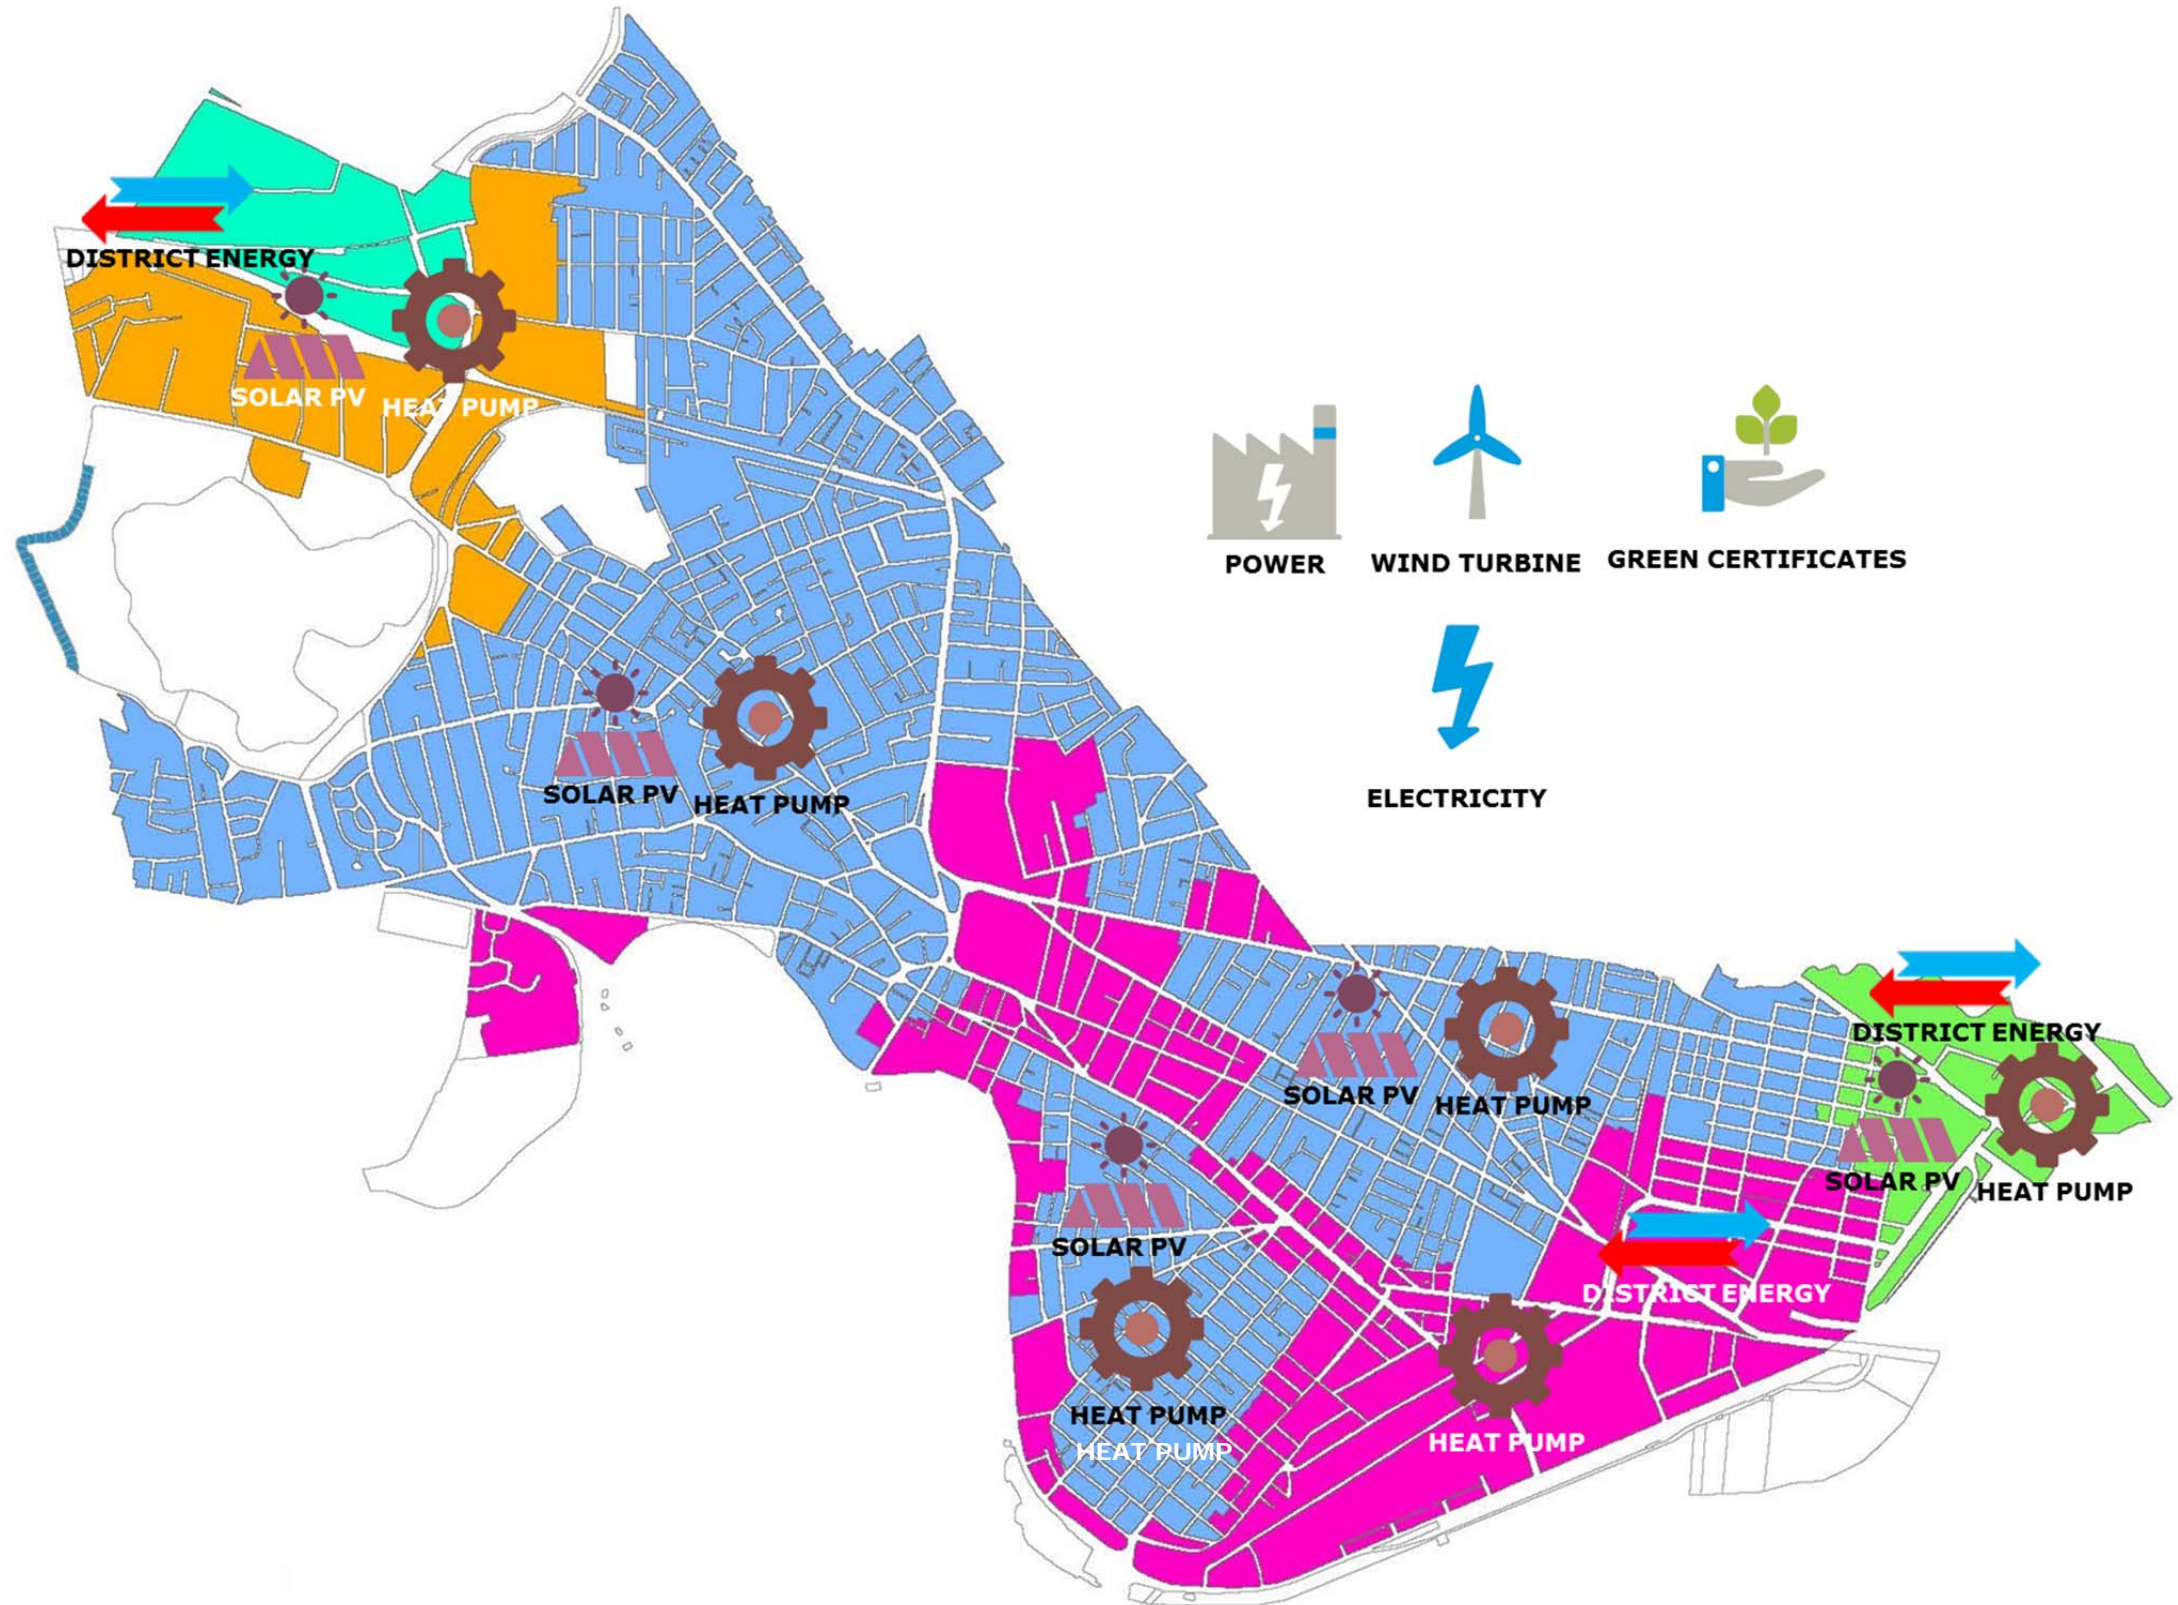 DISTRICT ENERGY
SOLAR PV
HEAT PUMP
POWER
WIND TURBINE
GREEN CERTIFICATES
ELECTRICITY
SOLAR PV
HEAT PUMP
DISTRICT ENERGY
SOLAR PV
HEAT PUMP
SOLAR PV
HEAT PUMP
SOLAR PV
DISTRICT ENERGY
HEAT PUMP
HEAT PUMP
HEAT PUMP